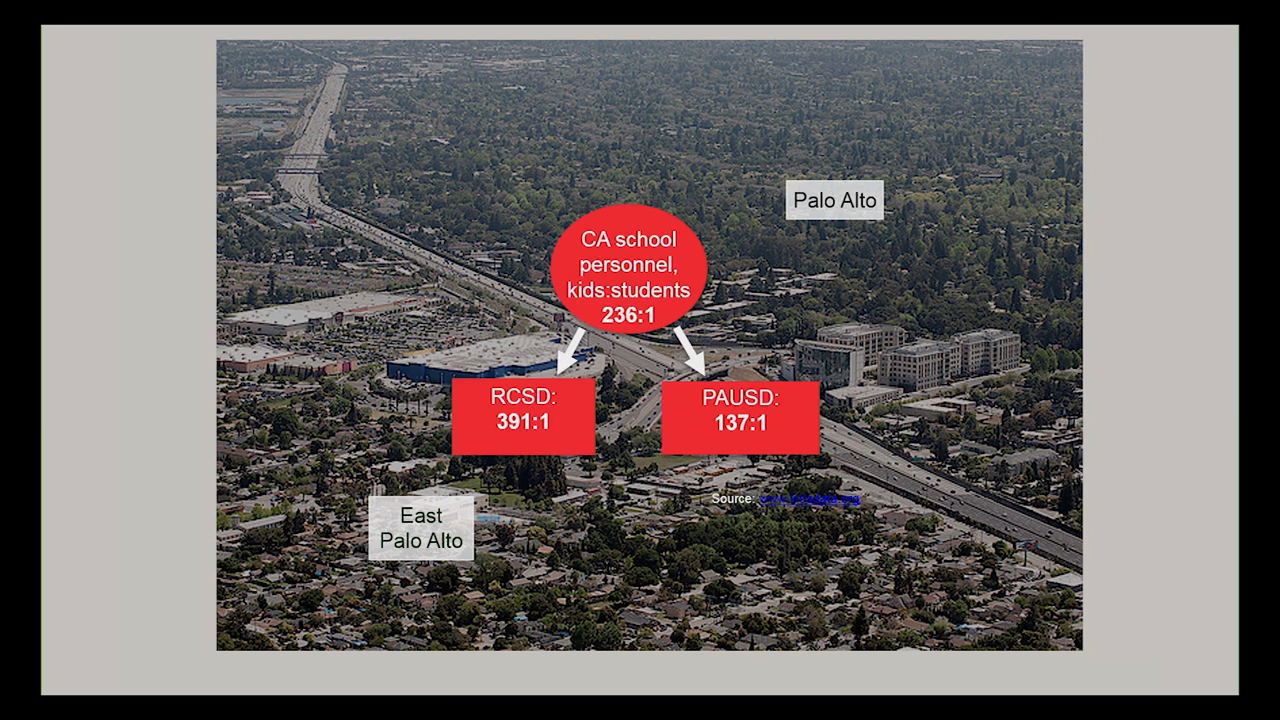 Palo Alto
CA school
personnel,
kids:students
236:1
RCSD:
391:1
PAUSD:
137:1
Source:
East
Palo Alto